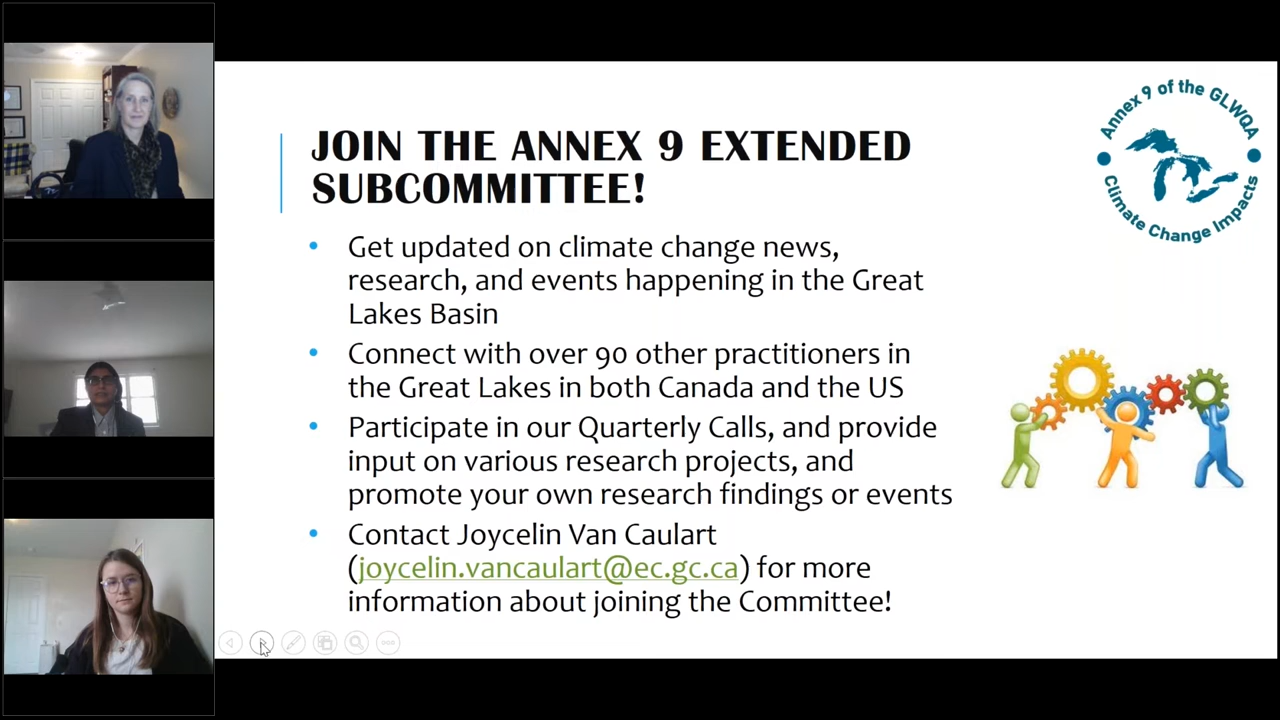 JOIN THE ANNEX 9 EXTENDED
SUBCOMMITTEE!
• Get updated on climate change news,
research, and events happening in the Great
Lakes Basin
• Connect with over 90 other practitioners in
the Great Lakes in both Canada and the US
• Participate in our Quarterly Calls, and provide
input on various research projects, and
promote your own research findings or events
• Contact Joycelin Van Caulart
(joycelin.vancaulart@ec.gc.ca) for more
information about joining the Committee!
Annex 9 of the GLWQA
Climate Change Impacts